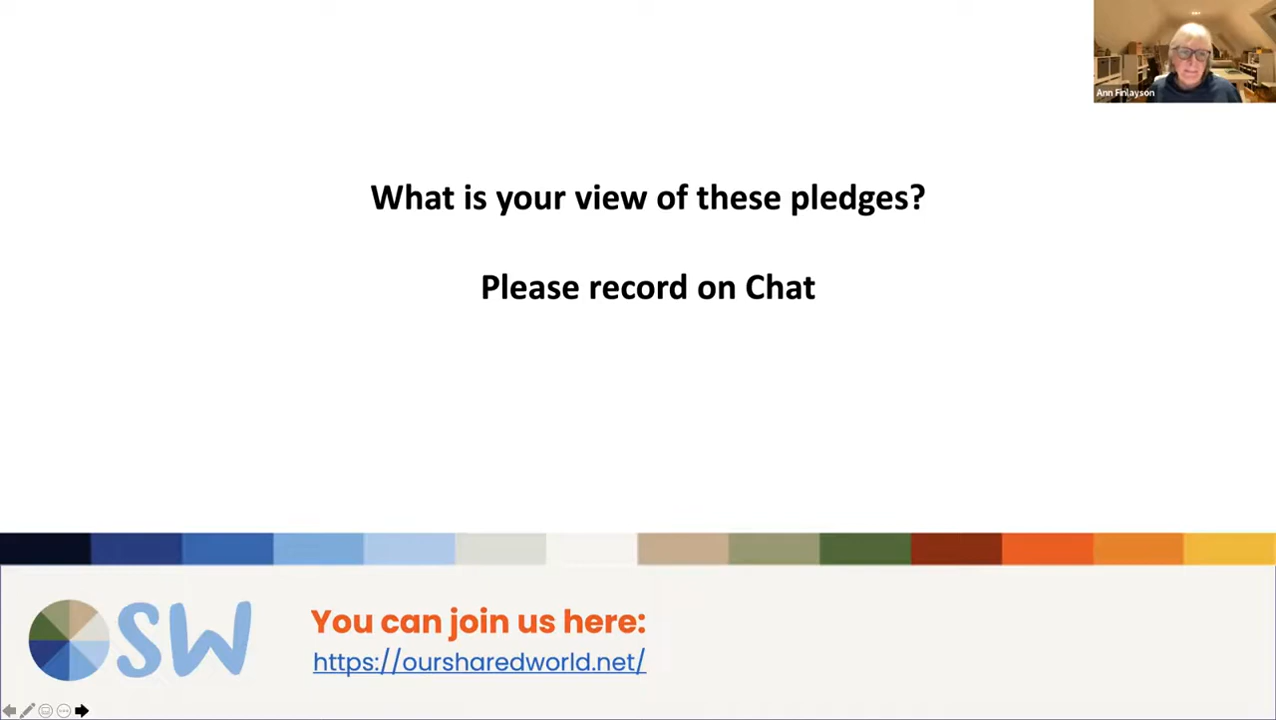 Ann Finlayson
What is your view of these pledges?
Please record on Chat
SW
You can join us here:
https://oursharedworld.net/